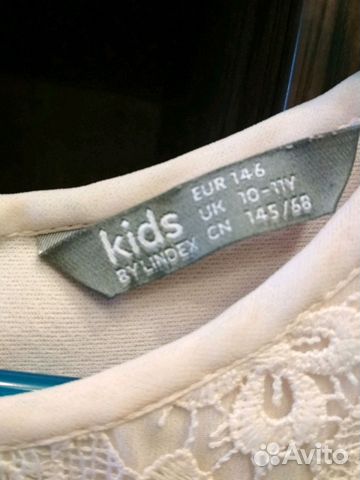 kids
BY LINDEX
EUR 146
UK 10-11Y
CN 145/68
Avito